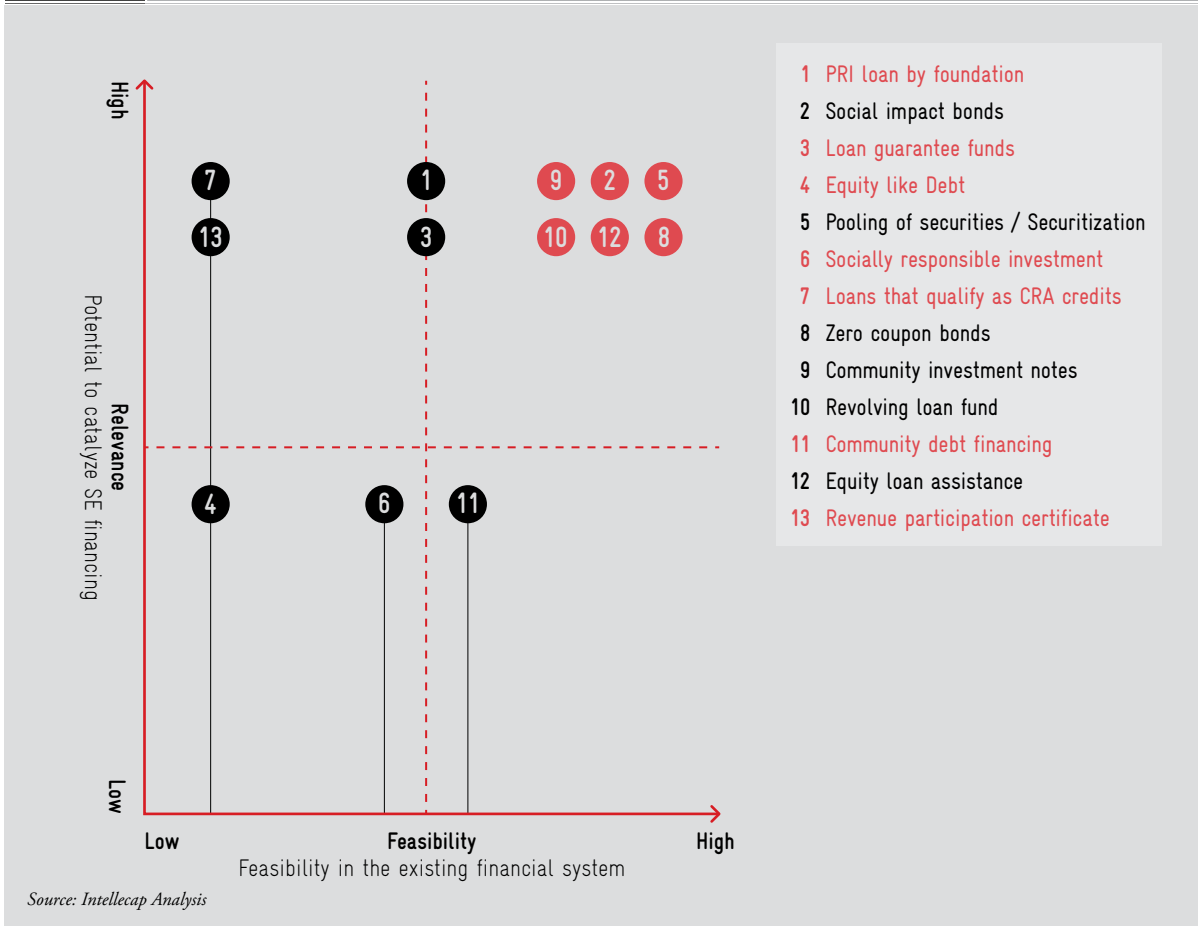 High
7
1
9
2
5
13
3
10
12
8
Potential to catalyze SE financing
Relevance
4
6
11
Low
Low
Feasibility
High
Feasibility in the existing financial system
Source: Intellecap Analysis
1 PRI loan by foundation
2 Social impact bonds
3 Loan guarantee funds
4 Equity like Debt
5 Pooling of securities / Securitization
6 Socially responsible investment
7 Loans that qualify as CRA credits
8 Zero coupon bonds
9 Community investment notes
10 Revolving loan fund
11 Community debt financing
12 Equity loan assistance
13 Revenue participation certificate